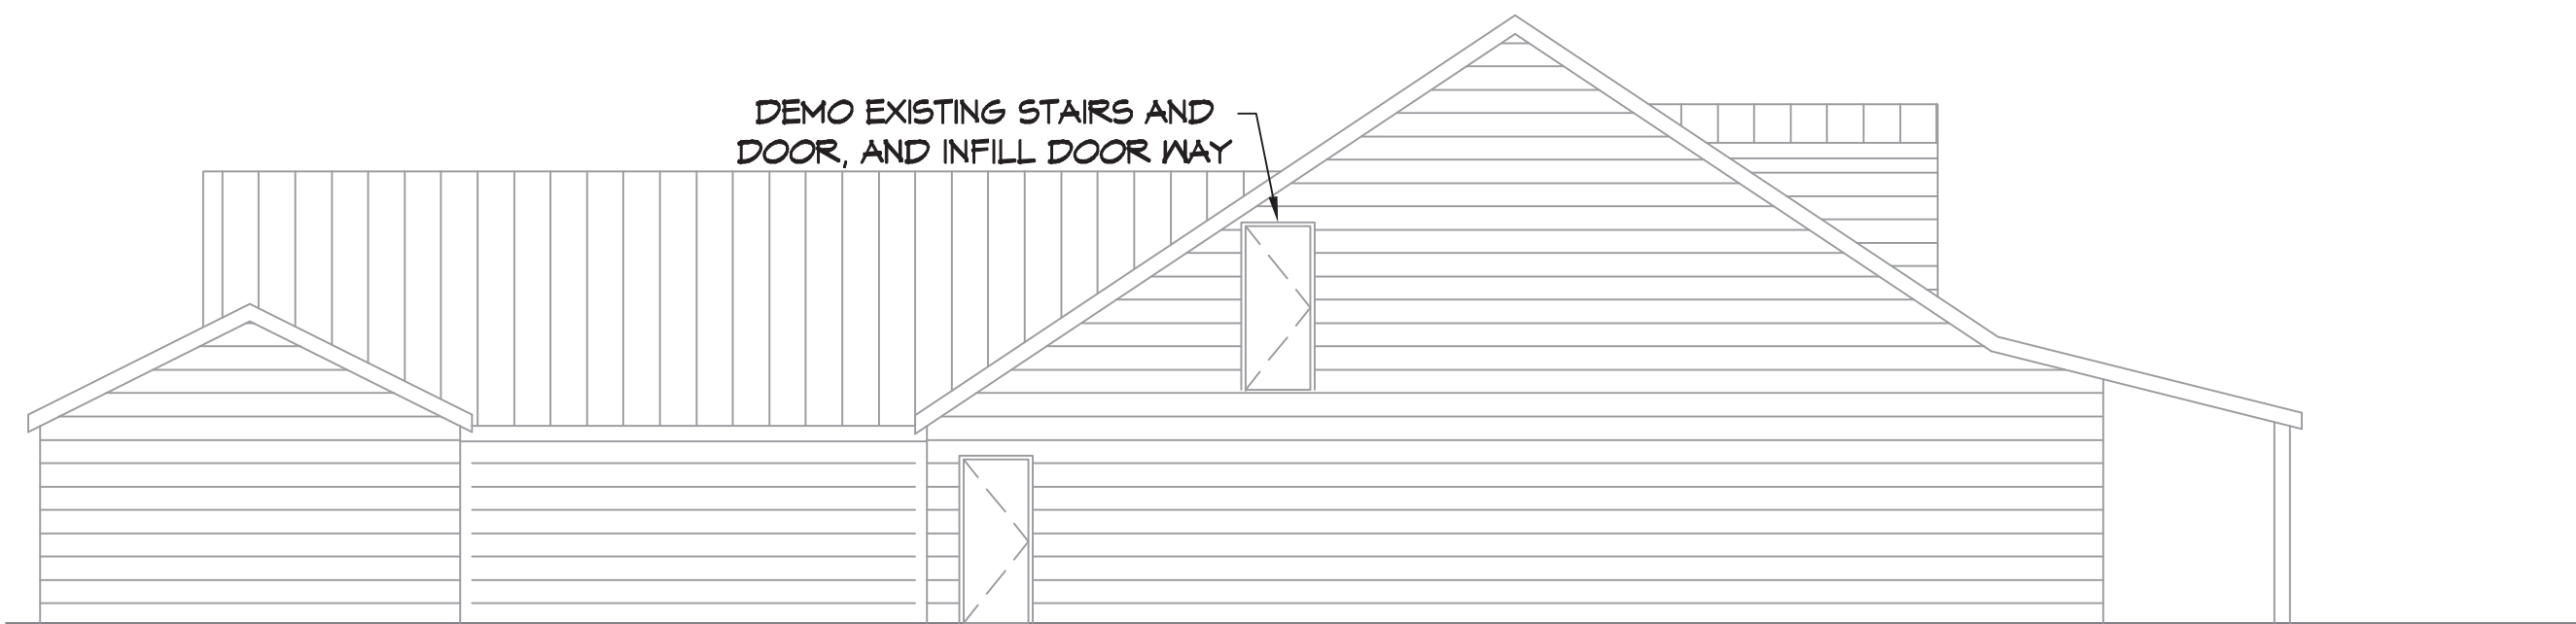 DEMO EXISTING STAIRS AND
DOOR, AND INFILL DOOR WAY